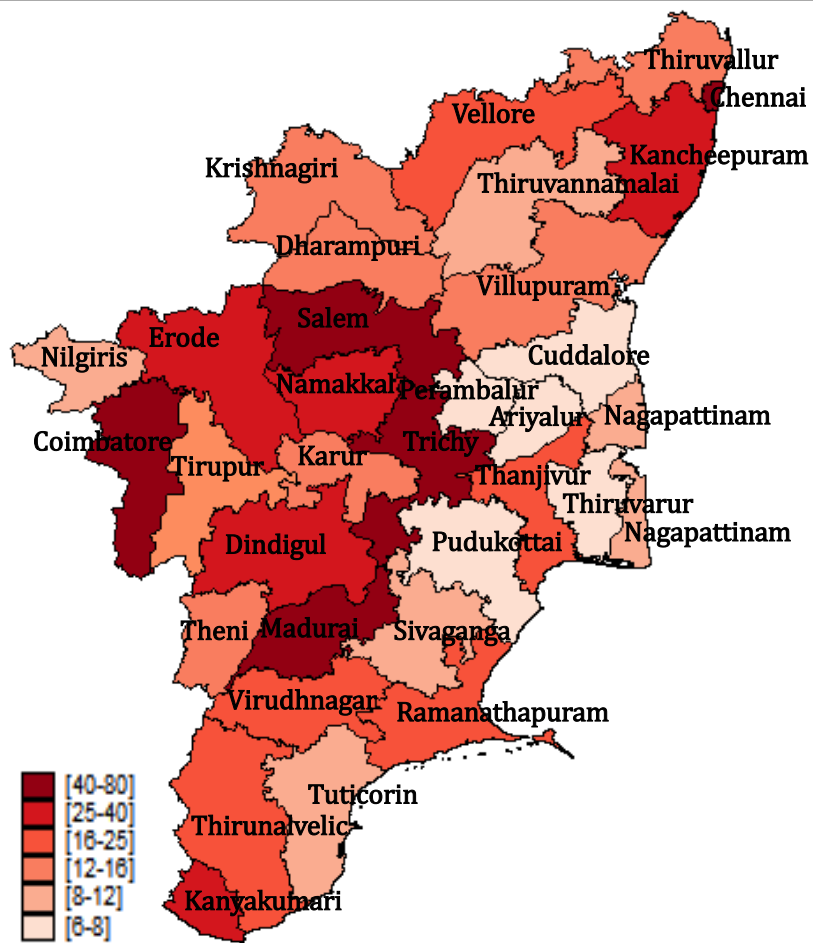 Thiruvallur
Chennai
Vellore
Kancheepuram
Krishnagiri
Thiruvannamalai
Dharampuri
Villupuram
Salem
Erode
Nilgiris
Cuddalore
Namakkal
Perambalur
Ariyalur
Nagapattinam
Coimbatore
Trichy
Karur
Tirupur
Thanjivur
Thiruvarur
Nagapattinam
Dindigul
Pudukottai
Theni
Madurai
Sivaganga
Virudhnagar
Ramanathapuram
Tuticorin
Thirunalvelic
Kanyakumari
[40-80]
[25-40]
[16-25]
[12-16]
[8-12]
[6-8]